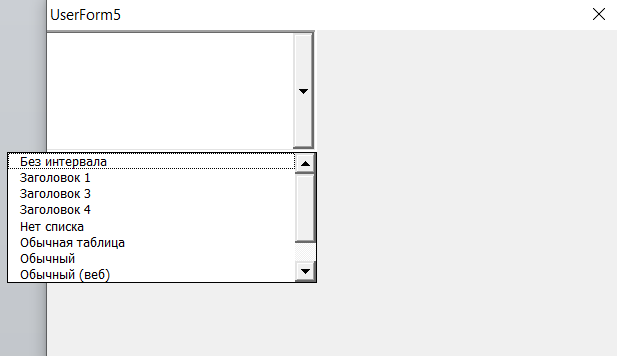 UserForm5
Без интервала
Заголовок 1
Заголовок 3
Заголовок 4
Нет списка
Обычная таблица
Обычный
Обычный (веб)